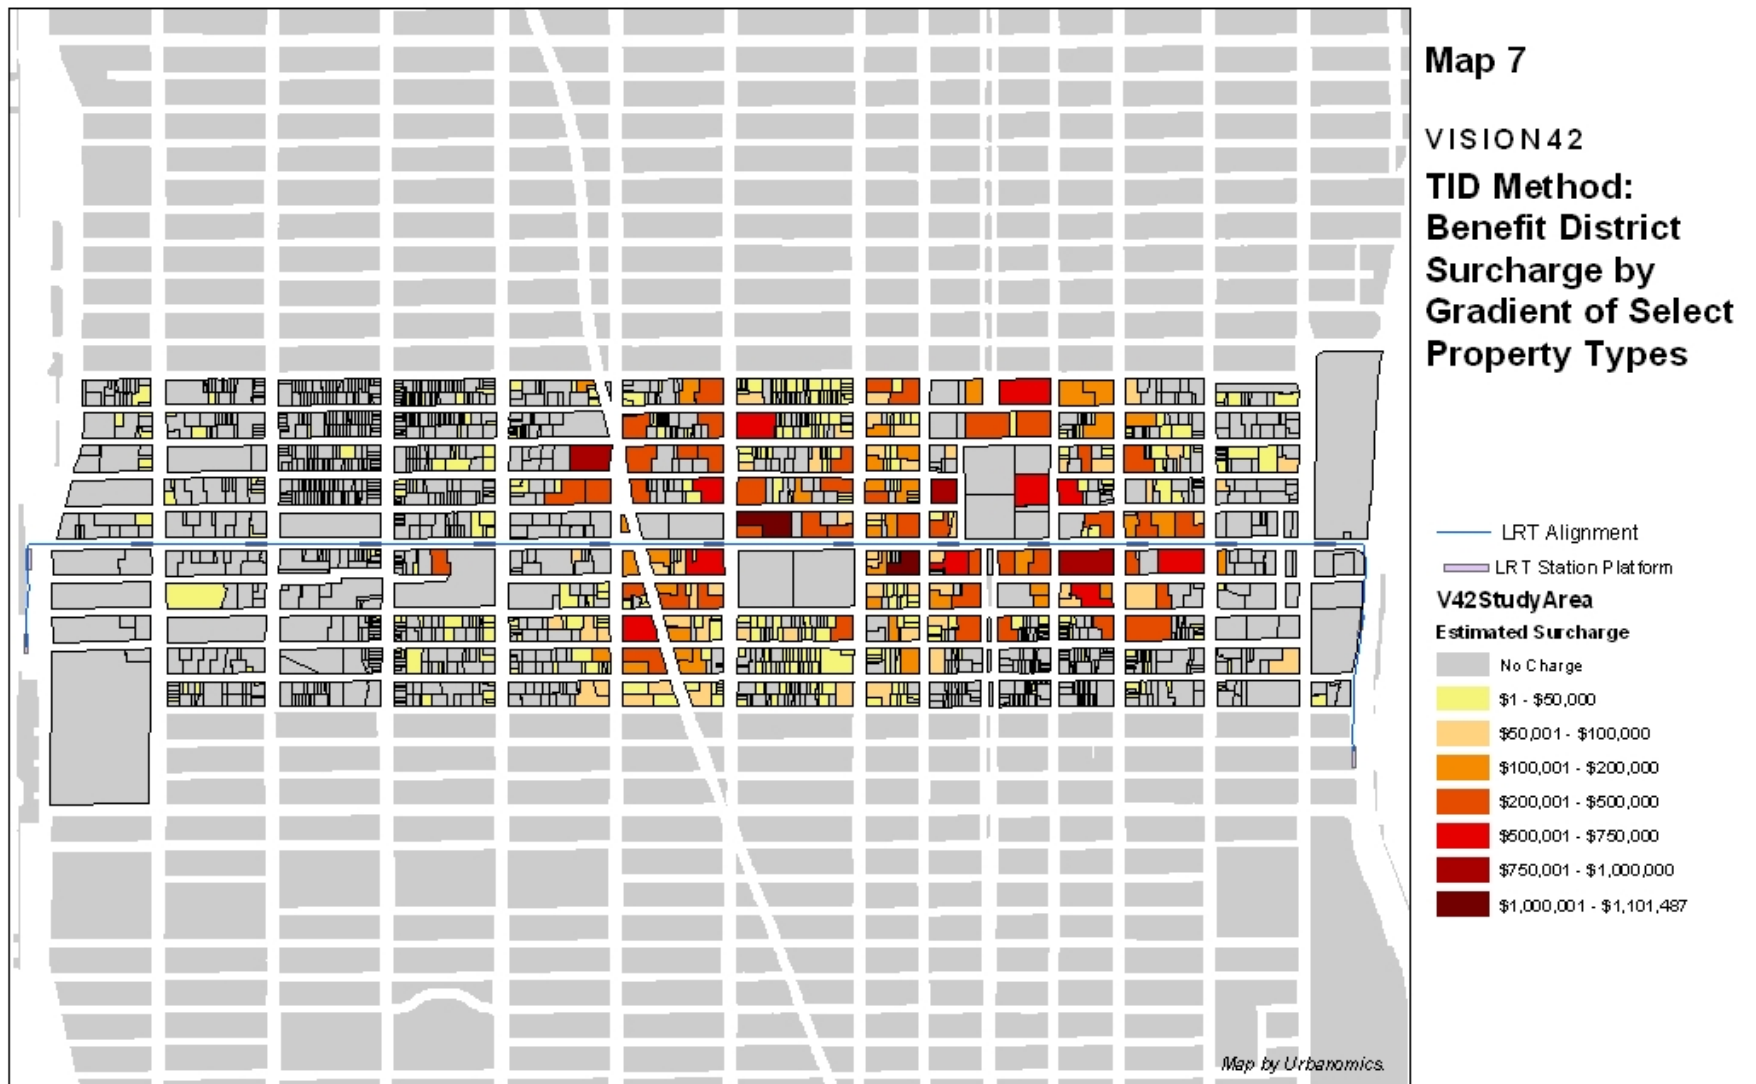 Map 7
VISION42
TID Method:
Benefit District
Surcharge by
Gradient of Select
Property Types
LRT Alignment
LRT Station Platform
V42StudyArea
Estimated Surcharge
No Charge
$1 - $50,000
$50,001 - $100,000
$100,001 - $200,000
$200,001 - $500,000
$500,001 - $750,000
$750,001 - $1,000,000
$1,000,001 - $1,101,487
Map by Urbanomics.